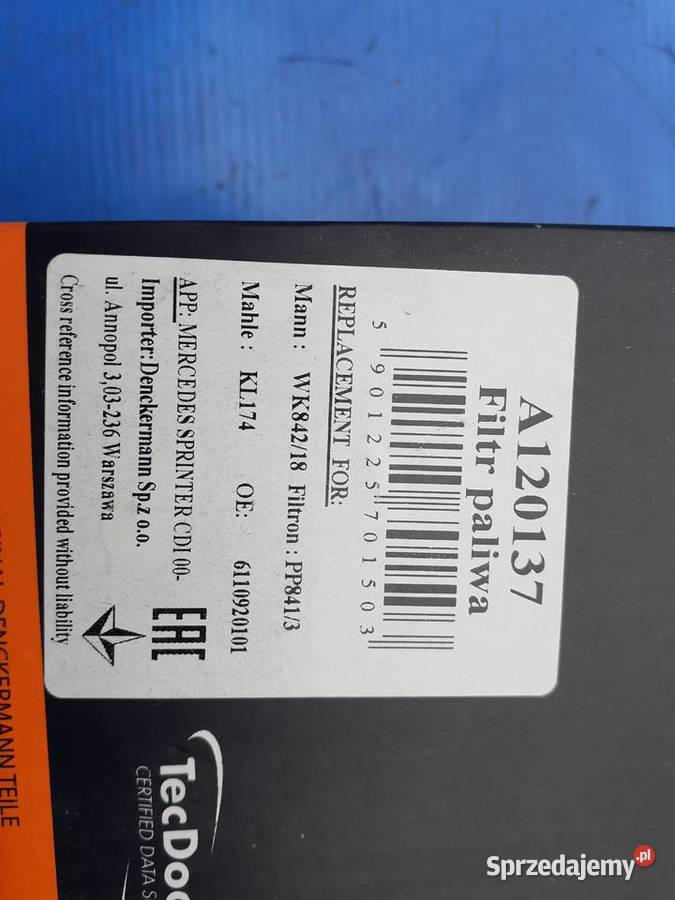 A120137
Filtr paliwa
5 901225 701503
REPLACEMENT FOR:
Mann : WK842/18 Filtron : PP841/3
Mahle : KL174 OE: 6110920101
APP: MERCEDES SPRINTER CDI 00-
Importer:Denckermann Sp.z o.o.
ul. Annopol 3,03-236 Warszawa
Cross reference information provided without liability
EAC
TecDoc
CERTIFIED DATA S
DENCKERMANN TEILE
Sprzedajemy.pl